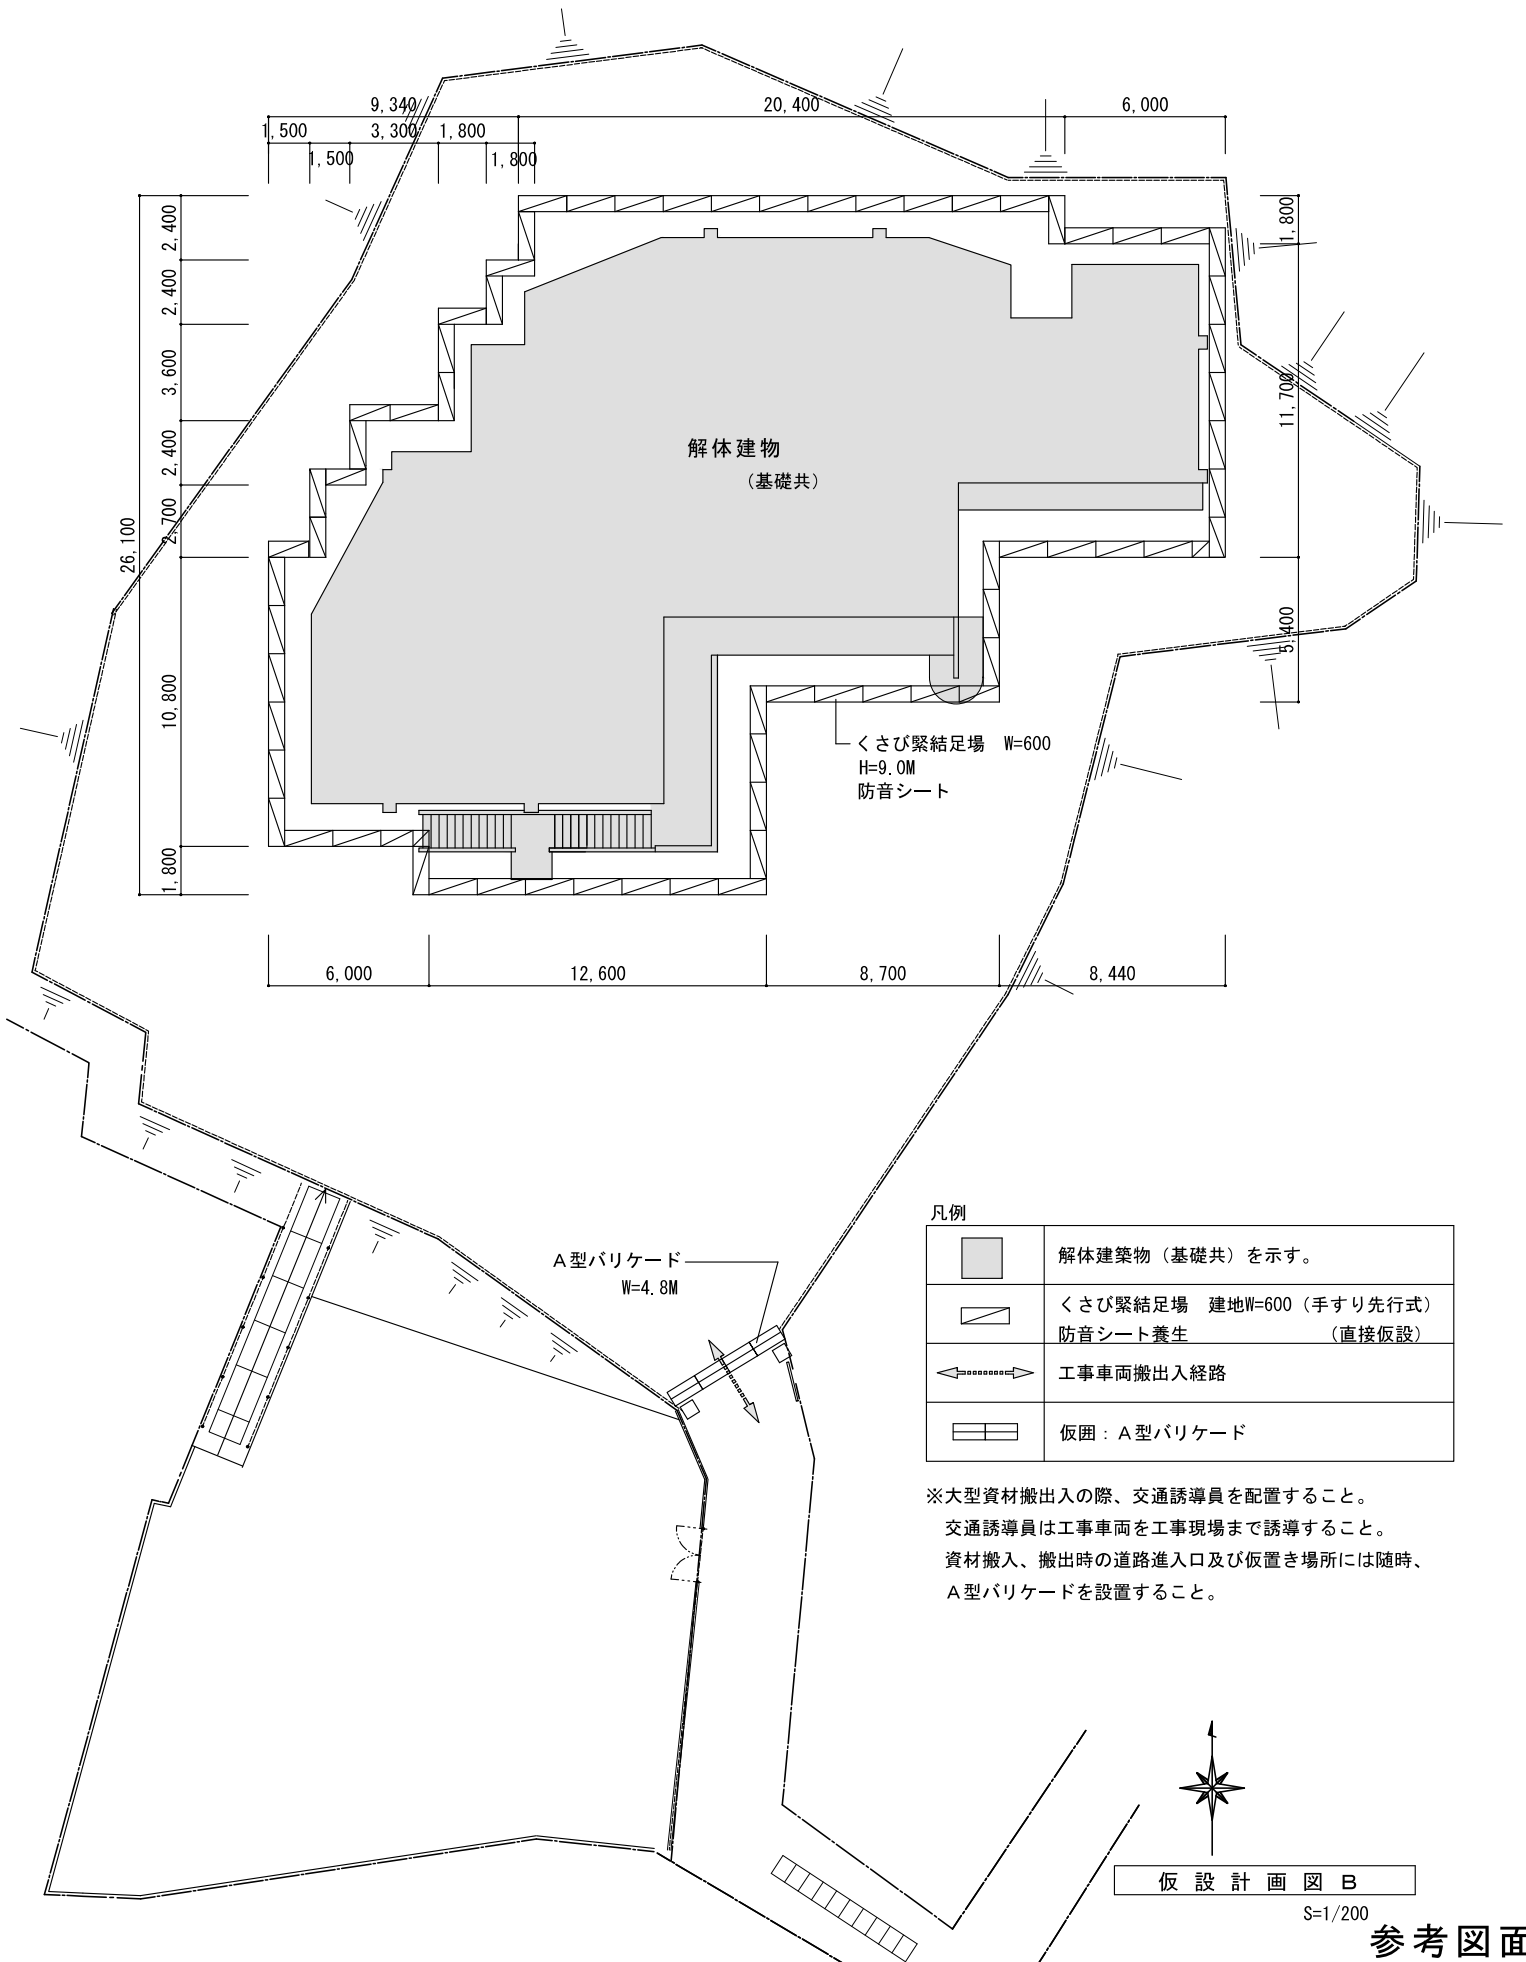 9,340
20,400
6,000
1,500
3,300
1,800
1,500
1,800
2,400
2,400
3,600
2,400
2,700
10,800
1,800
26,100
1,800
11,700
5,400
解体建物
（基礎共）
くさび緊結足場　W=600
H=9.0M
防音シート
6,000
12,600
8,700
8,440
A型バリケード
W=4.8M
凡例
解体建築物（基礎共）を示す。
くさび緊結足場　建地W=600（手すり先行式）
防音シート養生　（直接仮設）
工事車両搬出入経路
仮囲：A型バリケード
※大型資材搬出入の際、交通誘導員を配置すること。
交通誘導員は工事車両を工事現場まで誘導すること。
資材搬入、搬出時の道路進入口及び仮置き場所には随時、
A型バリケードを設置すること。
仮設計画図B
S=1/200
参考図面